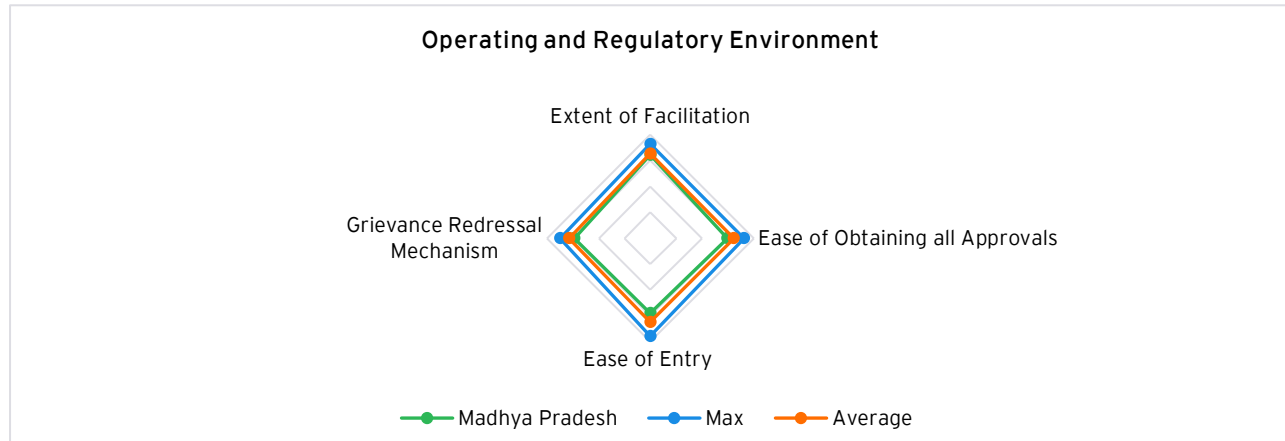 Operating and Regulatory Environment
Extent of Facilitation
Grievance Redressal
Mechanism
Ease of Obtaining all Approvals
Ease of Entry
Madhya Pradesh Max Average